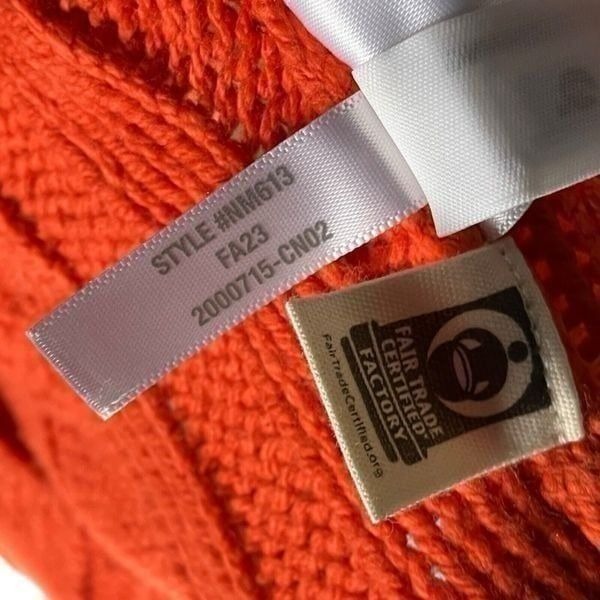 STYLE #NM613
FA23
2000715-CN02
FAIR TRADE
CERTIFIED
FACTORY
FairTradeCertified.org